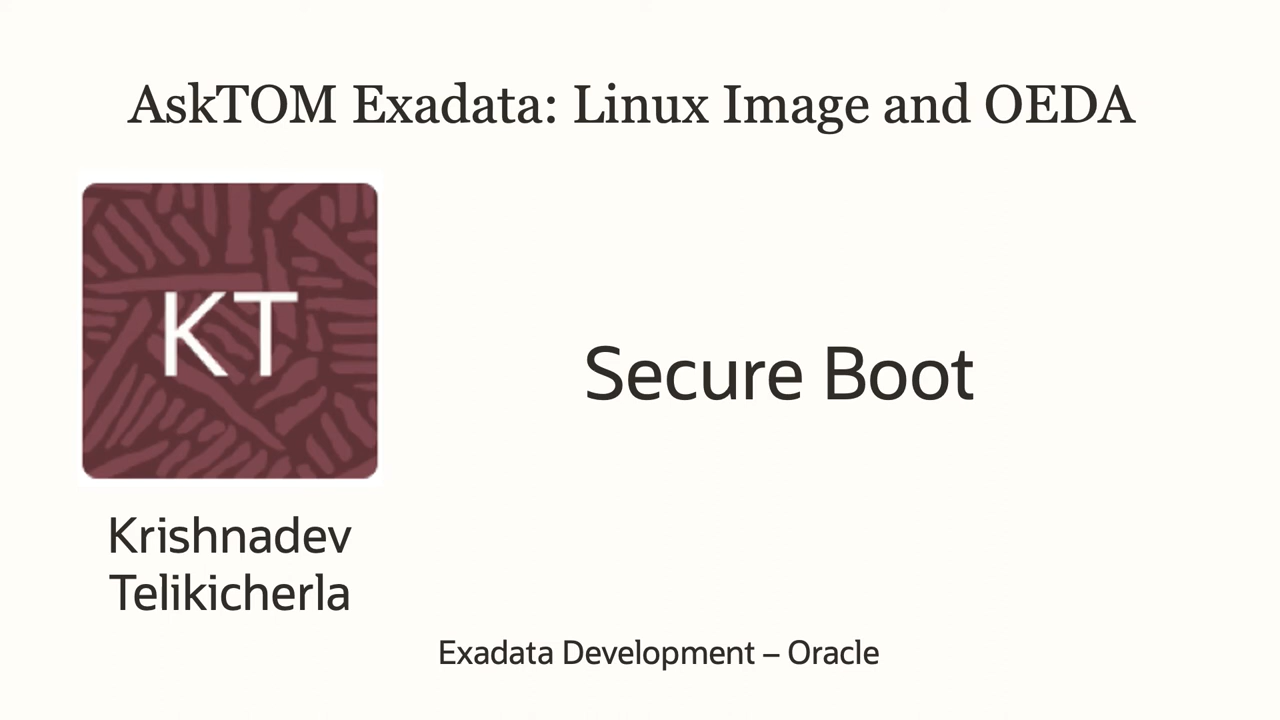 AskTOM Exadata: Linux Image and OEDA
KT
Secure Boot
Krishnadev
Telikicherla
Exadata Development – Oracle